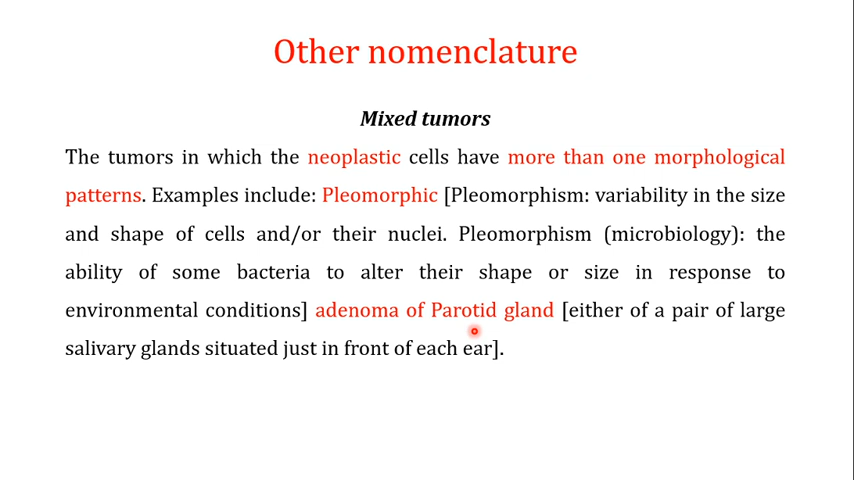 Other nomenclature
Mixed tumors
The tumors in which the neoplastic cells have more than one morphological
patterns. Examples include: Pleomorphic [Pleomorphism: variability in the size
and shape of cells and/or their nuclei. Pleomorphism (microbiology): the
ability of some bacteria to alter their shape or size in response to
environmental conditions] adenoma of Parotid gland [either of a pair of large
salivary glands situated just in front of each ear].